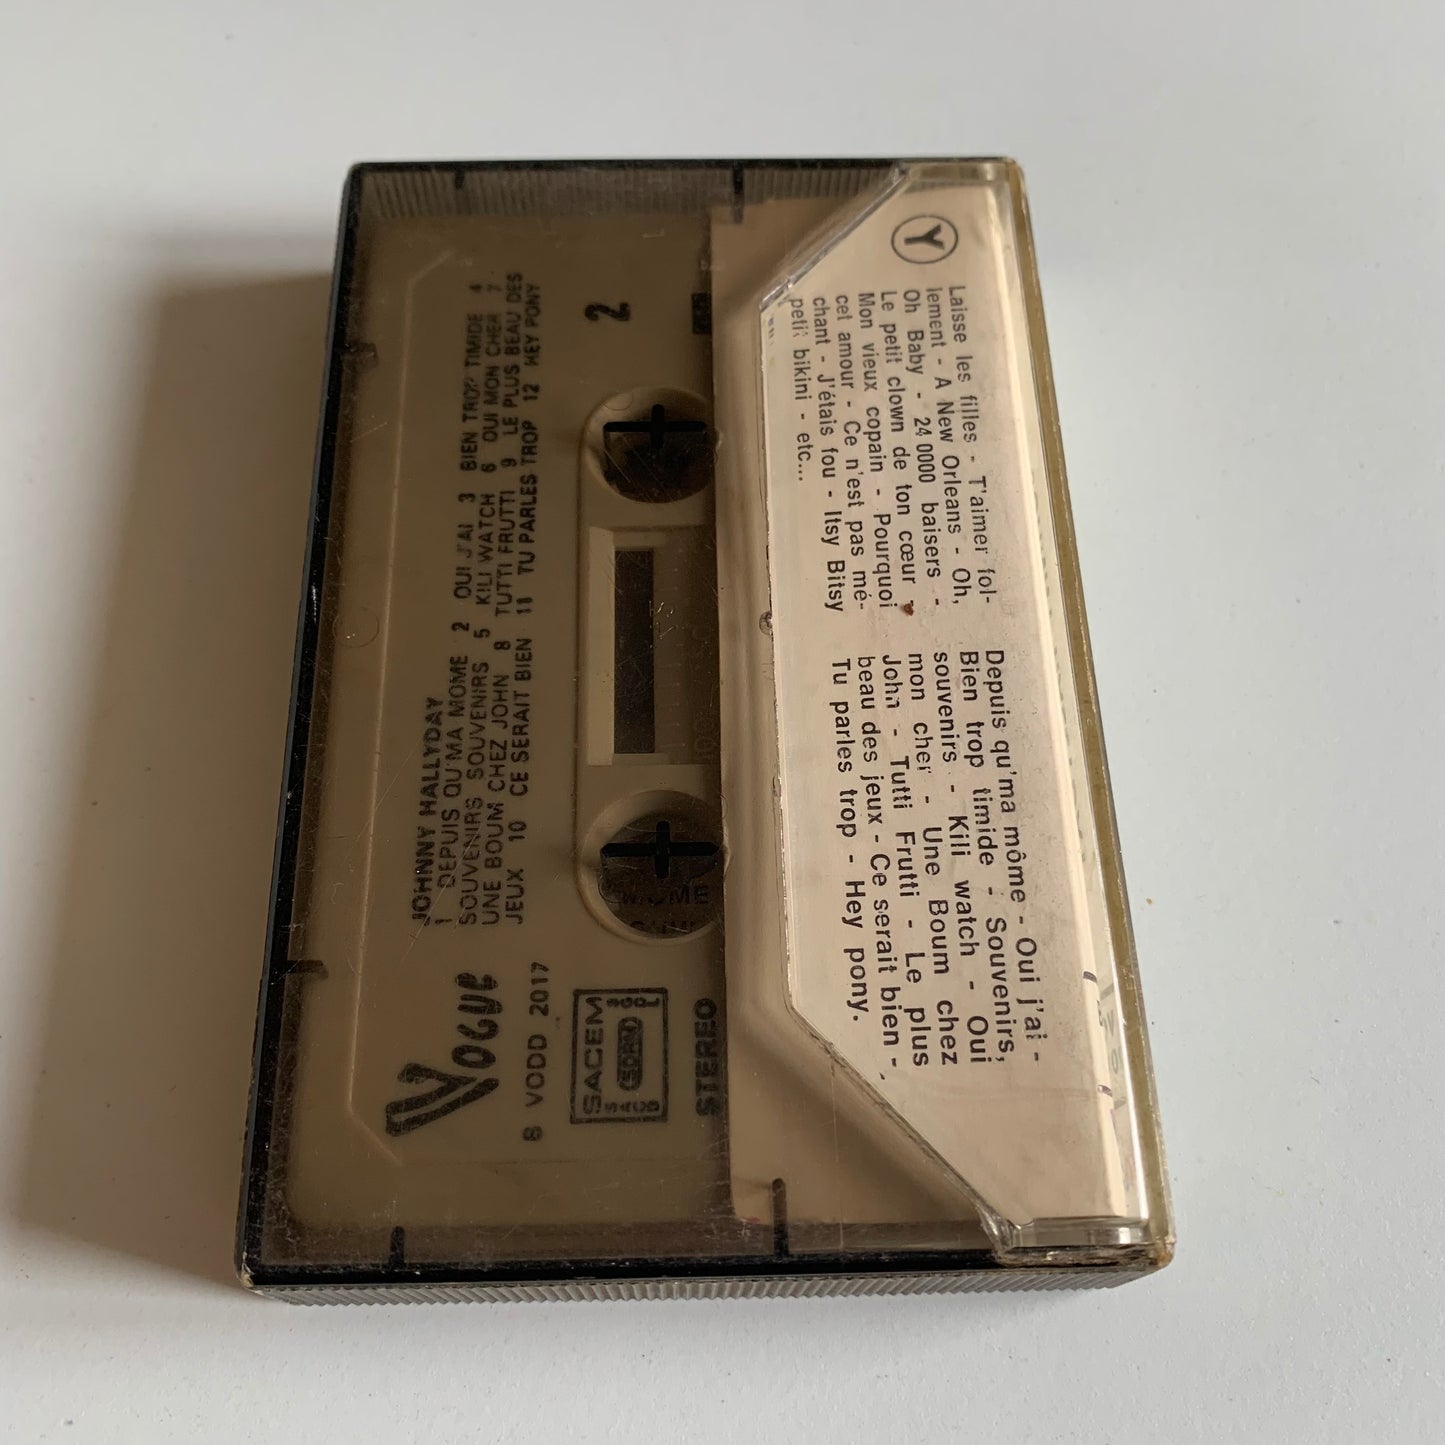 JOHNNY HALLYDAY
1 DEPUIS QU'MA MOME 2 OUI J'AI 3 BIEN TROP TIMIDE 4
SOUVENIRS SOUVENIRS 5 KILI WATCH 6 OUI MON CHER 7
UNE BOUM CHEZ JOHN 8 TUTTI FRUTTI 9 LE PLUS BEAU DES
JEUX 10 CE SERAIT BIEN 11 TU PARLES TROP 12 HEY PONY
2
VOGUE
B VODD 2017
SACEM
STEREO
Y
Laisse les filles - T'aimer fol-
lement - A New Orleans - Oh,
Oh Baby - 24 0000 baisers -
Le petit clown de ton cœur
Mon vieux copain - Pourquoi
cet amour - Ce n'est pas mé-
chant - J'étais fou - Itsy Bitsy
petit bikini - etc...
Depuis qu'ma môme - Oui j'ai -
Bien trop timide - Souvenirs,
souvenirs - Kili watch - Oui
mon cher - Une Boum chez
John - Tutti Frutti - Le plus
beau des jeux - Ce serait bien -
Tu parles trop - Hey pony.